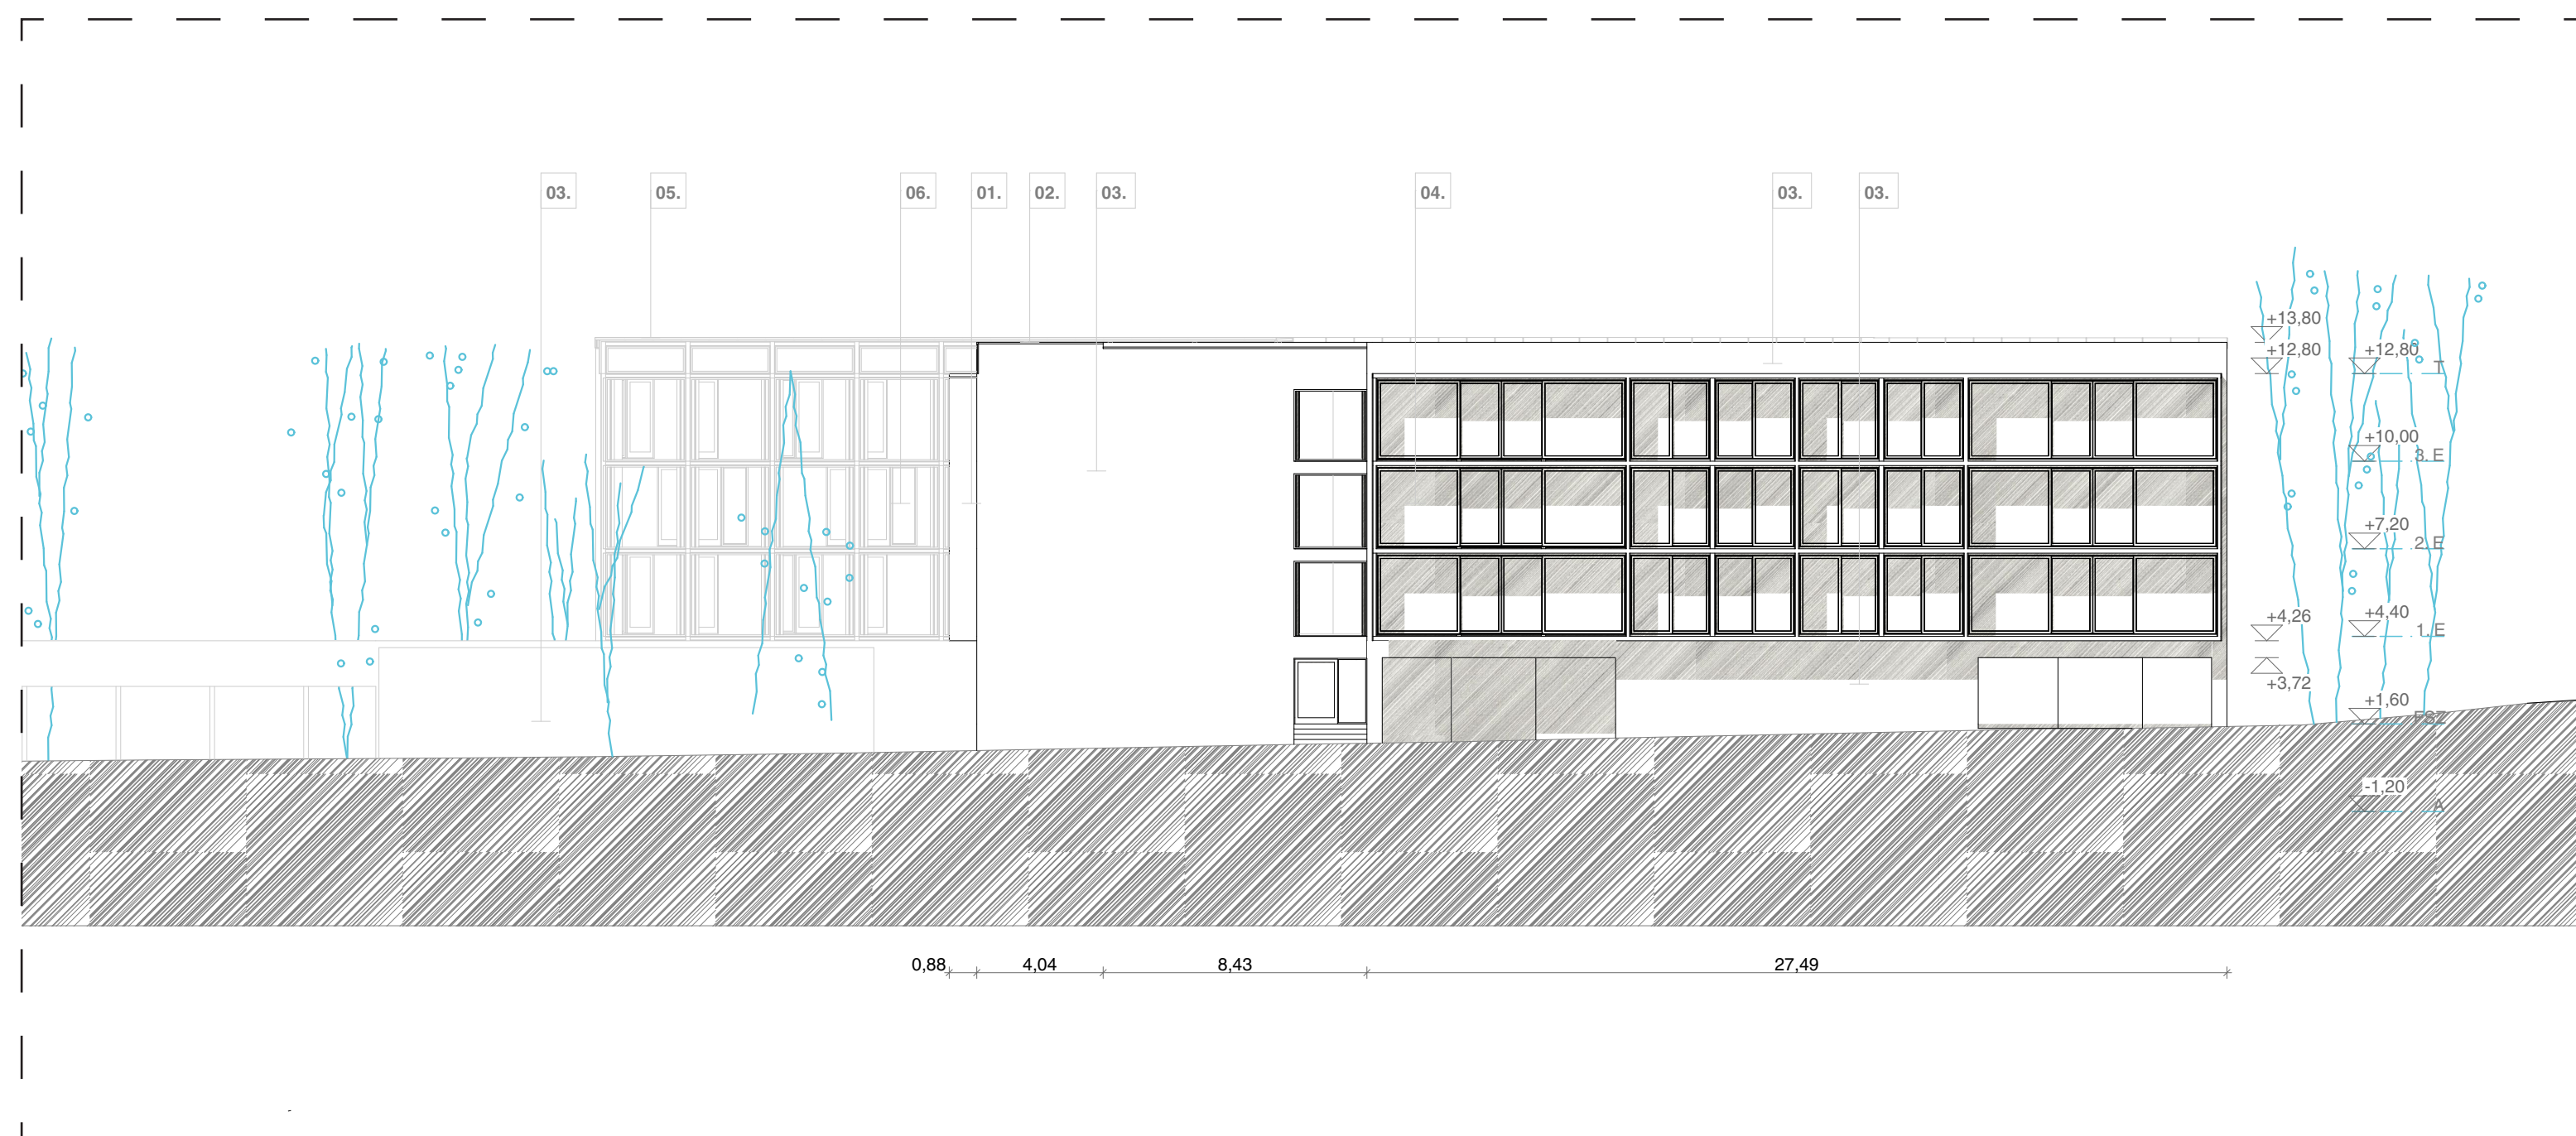 03. 05. 06. 01. 02. 03. 04. 03. 03.
+13,80
+12,80 +12,80 T
+10,00
3. E
+7,20
2. E
+4,26 +4,40
1. E
+3,72
+1,60
FSZ
-1,20
A
0,88 4,04 8,43 27,49